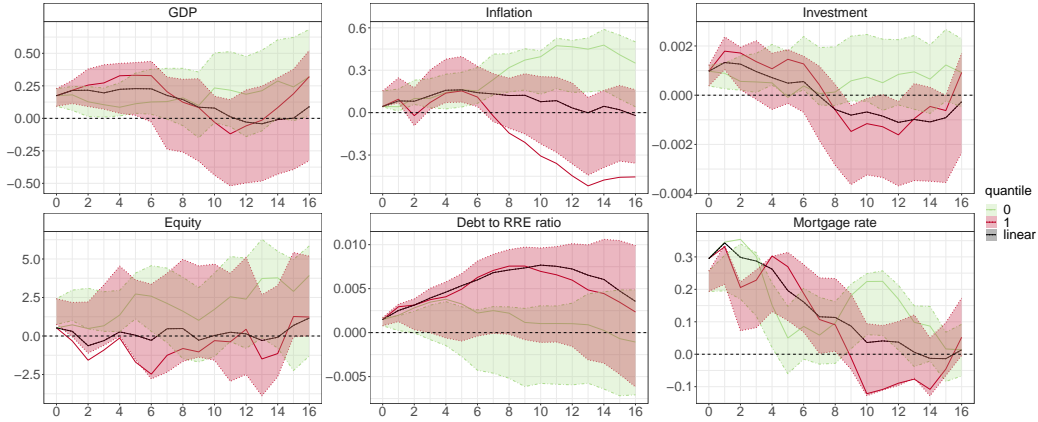 GDP
Inflation
Investment
0.50
0.25
0.00
−0.25
−0.50
0.6
0.3
0.0
−0.3
0.002
0.000
−0.002
−0.004
0 2 4 6 8 10 12 14 16
0 2 4 6 8 10 12 14 16
0 2 4 6 8 10 12 14 16
quantile
0
1
linear
Equity
Debt to RRE ratio
Mortgage rate
5.0
2.5
0.0
−2.5
0.010
0.005
0.000
−0.005
0.3
0.2
0.1
0.0
−0.1
0 2 4 6 8 10 12 14 16
0 2 4 6 8 10 12 14 16
0 2 4 6 8 10 12 14 16